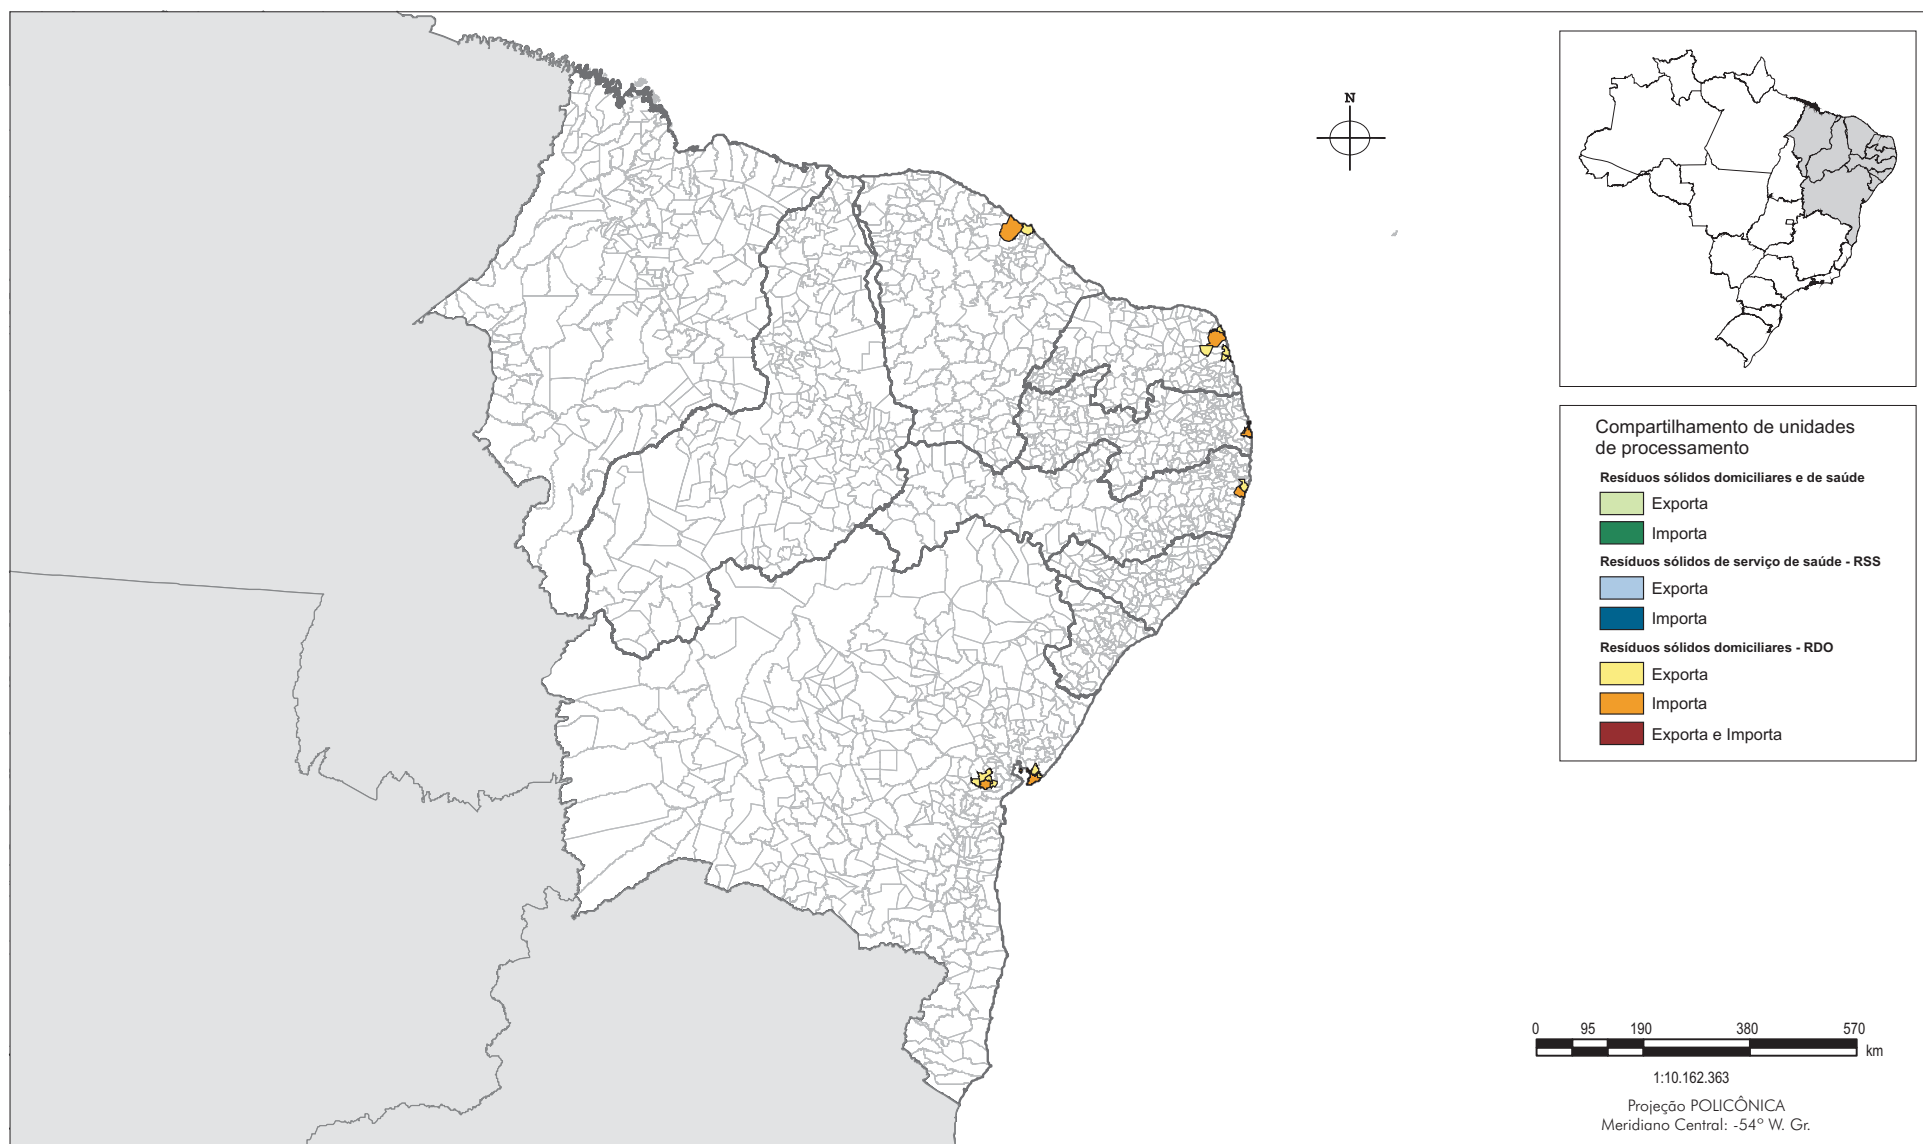 N
Compartilhamento de unidades
de processamento
Resíduos sólidos domiciliares e de saúde
Exporta
Importa
Resíduos sólidos de serviço de saúde - RSS
Exporta
Importa
Resíduos sólidos domiciliares - RDO
Exporta
Importa
Exporta e Importa
0 95 190 380 570
km
1:10.162.363
Projeção POLICÔNICA
Meridiano Central: -54° W. Gr.